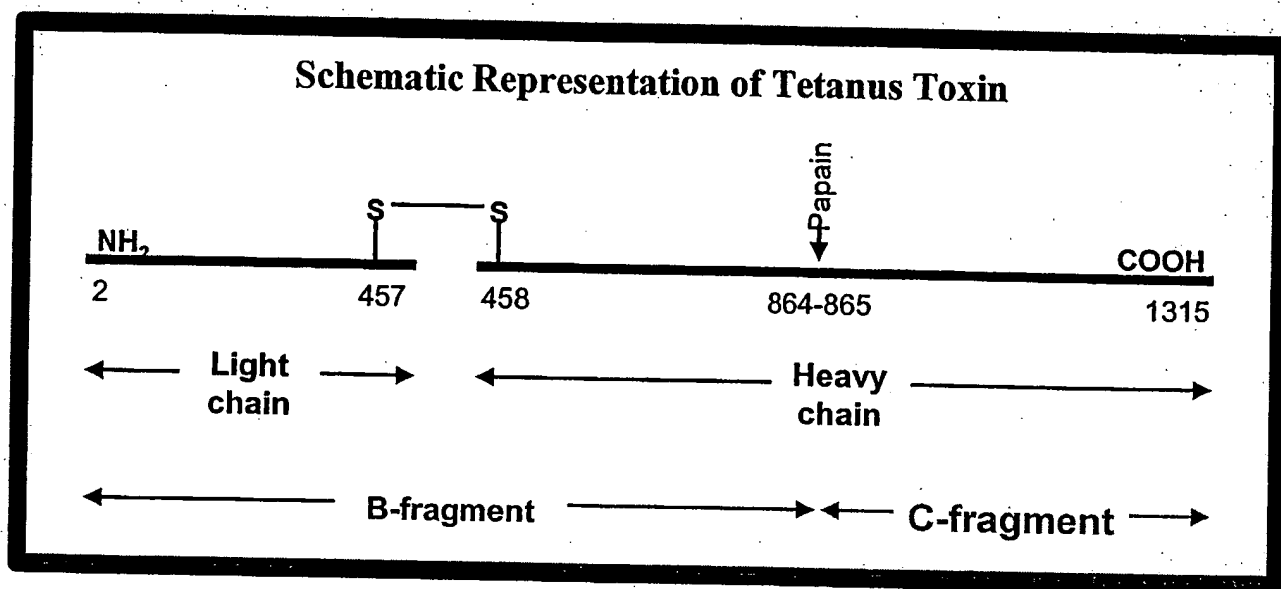 Schematic Representation of Tetanus Toxin
Papain
S S
NH₂ COOH
2 457 458 864-865 1315
Light Heavy
chain chain
B-fragment C-fragment